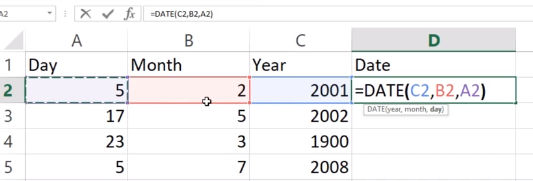 A2 fx =DATE(C2,B2,A2)
A B C D
1 Day Month Year Date
2 5 2 2001 =DATE(C2,B2,A2)
DATE(year, month, day)
3 17 5 2002
4 23 3 1900
5 5 7 2008